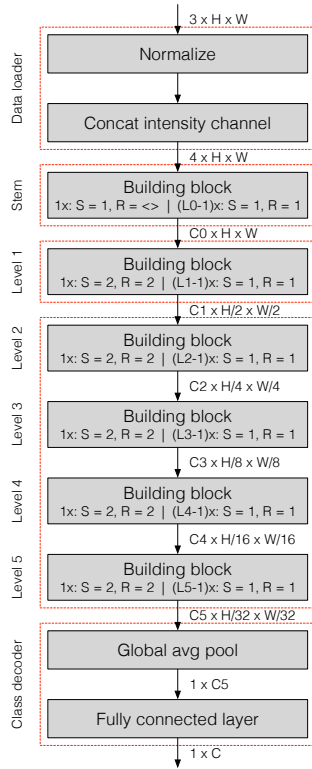 3 x H x W
Data loader
Normalize
Concat intensity channel
4 x H x W
Stem
Building block
1x: S = 1, R = <> | (L0-1)x: S = 1, R = 1
C0 x H x W
Level 1
Building block
1x: S = 2, R = 2 | (L1-1)x: S = 1, R = 1
C1 x H/2 x W/2
Level 2
Building block
1x: S = 2, R = 2 | (L2-1)x: S = 1, R = 1
C2 x H/4 x W/4
Level 3
Building block
1x: S = 2, R = 2 | (L3-1)x: S = 1, R = 1
C3 x H/8 x W/8
Level 4
Building block
1x: S = 2, R = 2 | (L4-1)x: S = 1, R = 1
C4 x H/16 x W/16
Level 5
Building block
1x: S = 2, R = 2 | (L5-1)x: S = 1, R = 1
C5 x H/32 x W/32
Class decoder
Global avg pool
1 x C5
Fully connected layer
1 x C